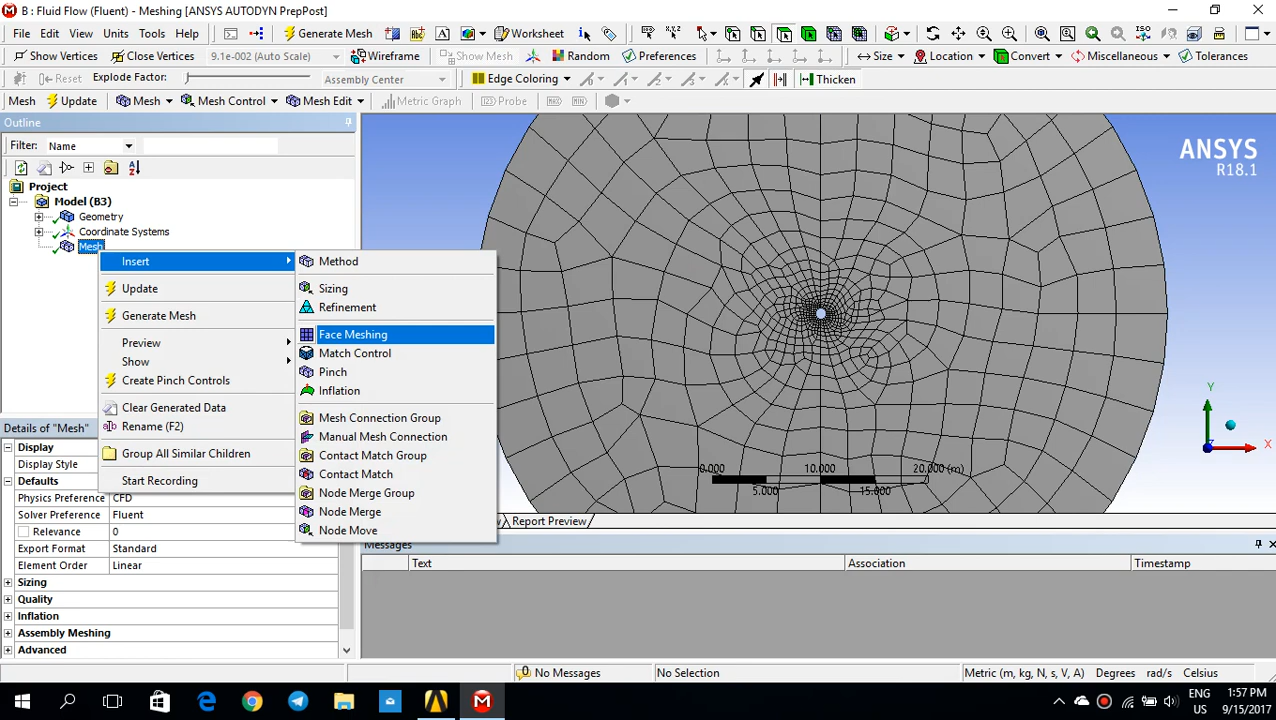 B : Fluid Flow (Fluent) - Meshing [ANSYS AUTODYN PrepPost]
File Edit View Units Tools Help Generate Mesh Worksheet
Show Vertices Close Vertices 9.1e-002 (Auto Scale) Wireframe Show Mesh Random Preferences Size Location Convert Miscellaneous Tolerances
Reset Explode Factor: Assembly Center Edge Coloring Thicken
Mesh Update Mesh Mesh Control Mesh Edit Metric Graph Probe
Outline
Filter: Name
Project
Model (B3)
Geometry
Coordinate Systems
Mesh
Insert
Update
Generate Mesh
Preview
Show
Create Pinch Controls
Clear Generated Data
Rename (F2)
Group All Similar Children
Start Recording
Method
Sizing
Refinement
Face Meshing
Match Control
Pinch
Inflation
Mesh Connection Group
Manual Mesh Connection
Contact Match Group
Contact Match
Node Merge Group
Node Merge
Node Move
ANSYS
R18.1
Y
X
0.000 10.000 20.000 (m)
5.000 15.000
Details of "Mesh"
Display
Display Style
Defaults
Physics Preference CFD
Solver Preference Fluent
Relevance 0
Export Format Standard
Element Order Linear
Sizing
Quality
Inflation
Assembly Meshing
Advanced
Report Preview
Messages
Text Association Timestamp
No Messages No Selection Metric (m, kg, N, s, V, A) Degrees rad/s Celsius
ENG
US
1:57 PM
9/15/2017